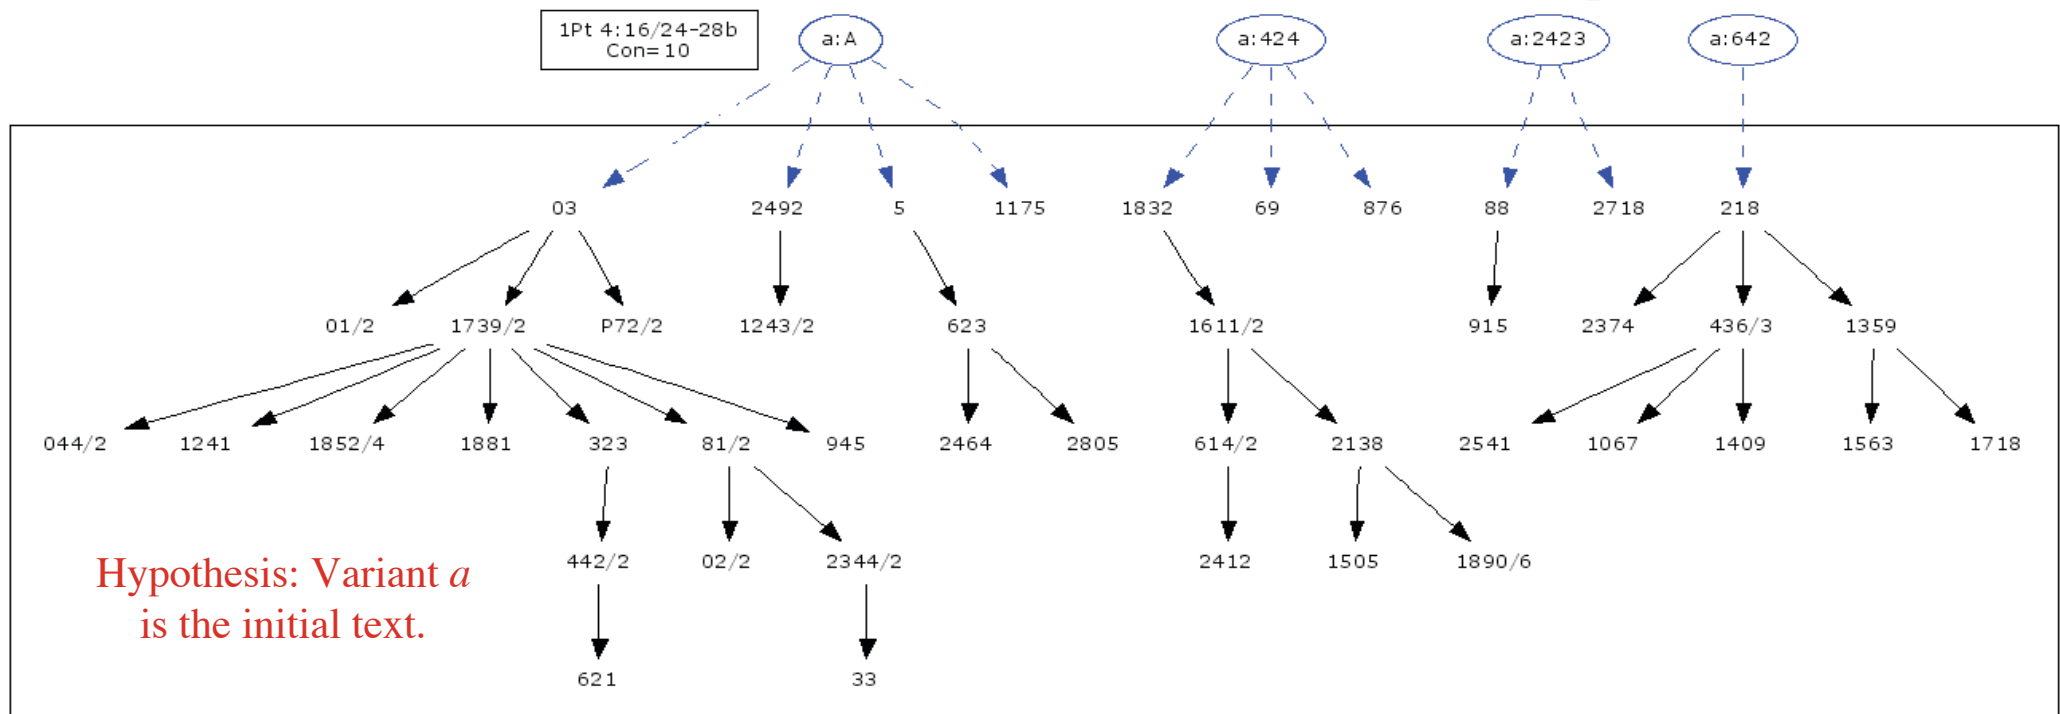 1Pt 4:16/24-28b
Con=10
a:A a:424 a:2423 a:642
03 2492 5 1175 1832 69 876 88 2718 218
01/2 1739/2 P72/2 1243/2 623 1611/2 915 2374 436/3 1359
044/2 1241 1852/4 1881 323 81/2 945 2464 2805 614/2 2138 2541 1067 1409 1563 1718
442/2 02/2 2344/2 2412 1505 1890/6
Hypothesis: Variant a
is the initial text.
621 33